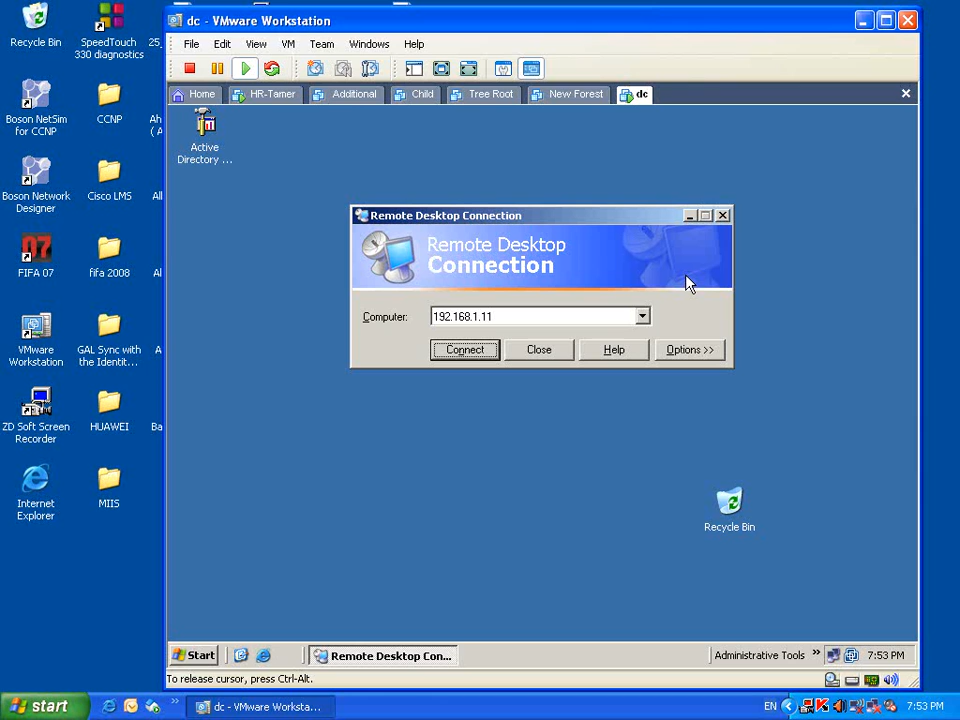 dc - VMware Workstation
File Edit View VM Team Windows Help
Home HR-Tamer Additional Child Tree Root New Forest dc
Recycle Bin
SpeedTouch
330 diagnostics
25_
Boson NetSim
for CCNP
CCNP
Ah
( A
Boson Network
Designer
Cisco LMS
All
FIFA 07
fifa 2008
Al
VMware
Workstation
GAL Sync with
the Identit...
A
ZD Soft Screen
Recorder
HUAWEI
Ba
Internet
Explorer
MIIS
Active
Directory ...
Remote Desktop Connection
Remote Desktop
Connection
Computer: 192.168.1.11
Connect Close Help Options >>
Recycle Bin
Start Remote Desktop Con... Administrative Tools » 7:53 PM
To release cursor, press Ctrl-Alt.
start » dc - VMware Worksta... EN 7:53 PM